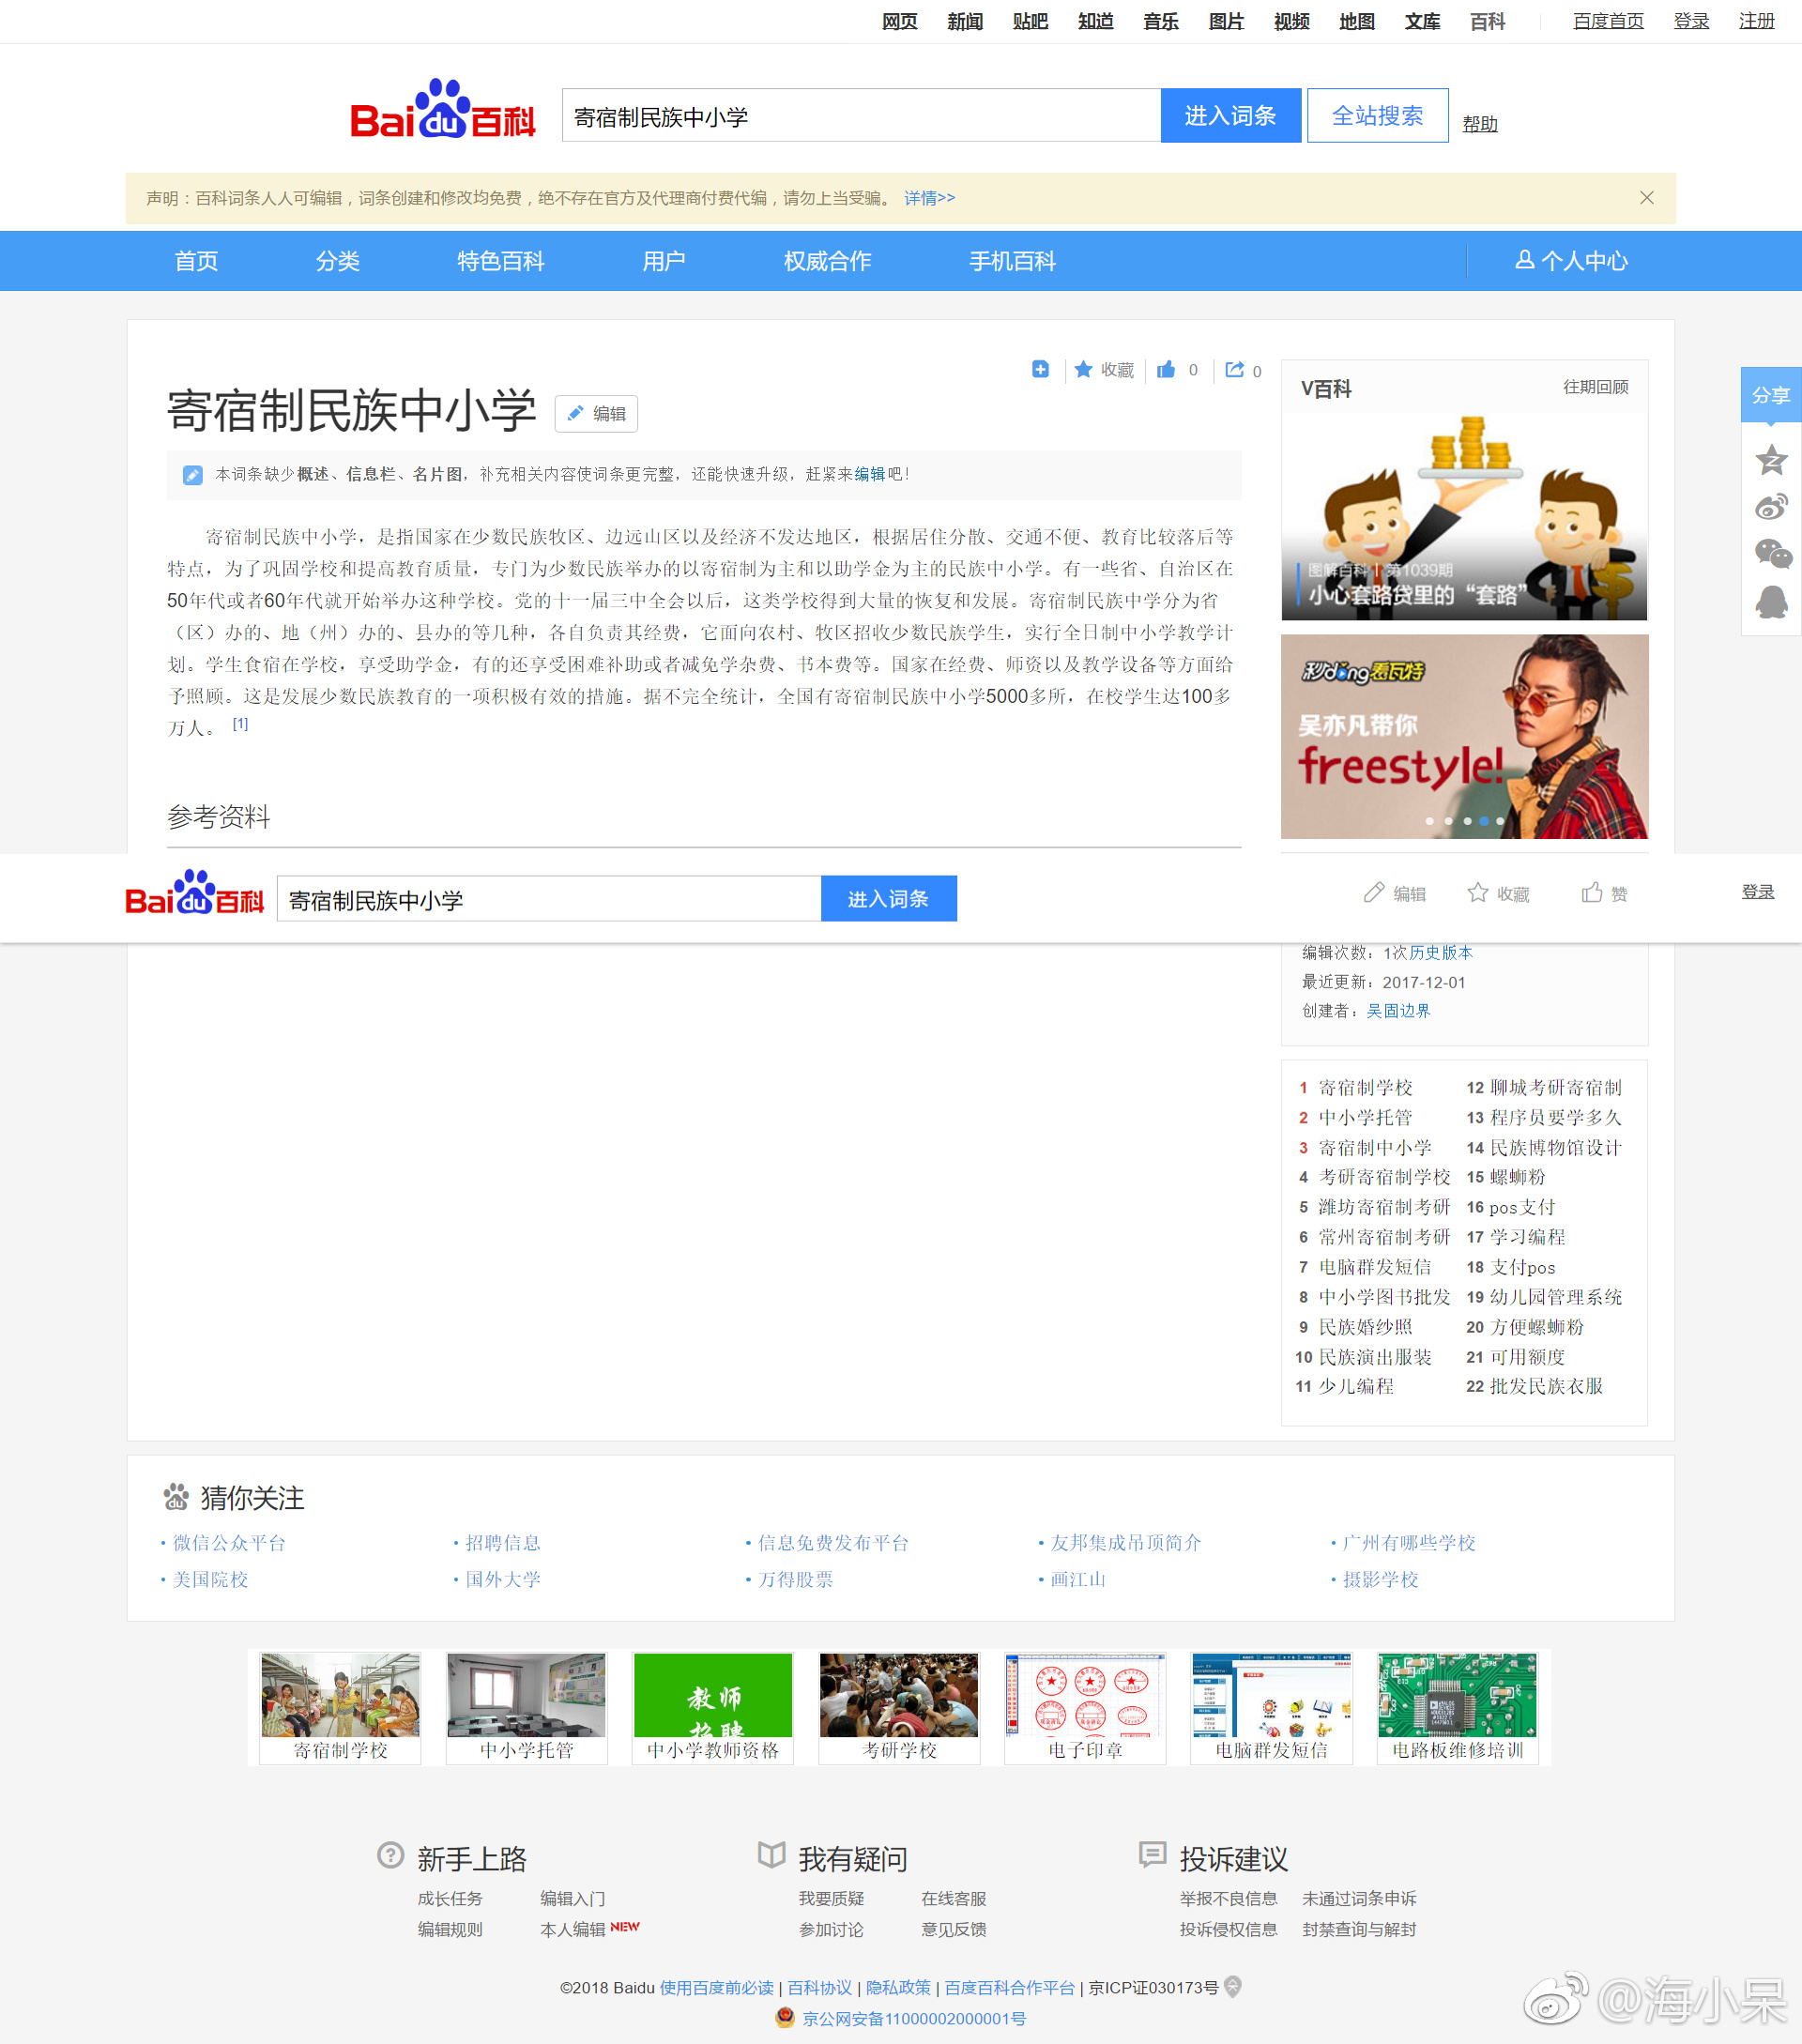 网页 新闻 贴吧 知道 音乐 图片 视频 地图 文库 百科 百度首页 登录 注册
Bai du 百科 寄宿制民族中小学 进入词条 全站搜索 帮助
声明：百科词条人人可编辑，词条创建和修改均免费，绝不存在官方及代理商付费代编，请勿上当受骗。 详情>>
首页 分类 特色百科 用户 权威合作 手机百科 个人中心
收藏 0 0
寄宿制民族中小学 编辑
本词条缺少概述、信息栏、名片图，补充相关内容使词条更完整，还能快速升级，赶紧来编辑吧！
寄宿制民族中小学，是指国家在少数民族牧区、边远山区以及经济不发达地区，根据居住分散、交通不便、教育比较落后等
特点，为了巩固学校和提高教育质量，专门为少数民族举办的以寄宿制为主和以助学金为主的民族中小学。有一些省、自治区在
50年代或者60年代就开始举办这种学校。党的十一届三中全会以后，这类学校得到大量的恢复和发展。寄宿制民族中学分为省
（区）办的、地（州）办的、县办的等几种，各自负责其经费，它面向农村、牧区招收少数民族学生，实行全日制中小学教学计
划。学生食宿在学校，享受助学金，有的还享受困难补助或者减免学杂费、书本费等。国家在经费、师资以及教学设备等方面给
予照顾。这是发展少数民族教育的一项积极有效的措施。据不完全统计，全国有寄宿制民族中小学5000多所，在校学生达100多
万人。 [1]
参考资料
V百科 往期回顾
图解百科 | 第1039期
小心套路贷里的“套路”
秒dong看瓦特
吴亦凡带你
freestyle!
分享
Bai du 百科 寄宿制民族中小学 进入词条 编辑 收藏 赞 登录
编辑次数：1次历史版本
最近更新：2017-12-01
创建者：吴固边界
1 寄宿制学校 12 聊城考研寄宿制
2 中小学托管 13 程序员要学多久
3 寄宿制中小学 14 民族博物馆设计
4 考研寄宿制学校 15 螺蛳粉
5 潍坊寄宿制考研 16 pos支付
6 常州寄宿制考研 17 学习编程
7 电脑群发短信 18 支付pos
8 中小学图书批发 19 幼儿园管理系统
9 民族婚纱照 20 方便螺蛳粉
10 民族演出服装 21 可用额度
11 少儿编程 22 批发民族衣服
du 猜你关注
· 微信公众平台 · 招聘信息 · 信息免费发布平台 · 友邦集成吊顶简介 · 广州有哪些学校
· 美国院校 · 国外大学 · 万得股票 · 画江山 · 摄影学校
教师
招聘
寄宿制学校 中小学托管 中小学教师资格 考研学校 电子印章 电脑群发短信 电路板维修培训
新手上路 我有疑问 投诉建议
成长任务 编辑入门 我要质疑 在线客服 举报不良信息 未通过词条申诉
编辑规则 本人编辑 NEW 参加讨论 意见反馈 投诉侵权信息 封禁查询与解封
©2018 Baidu 使用百度前必读 | 百科协议 | 隐私政策 | 百度百科合作平台 | 京ICP证030173号
京公网安备11000002000001号
@海小呆